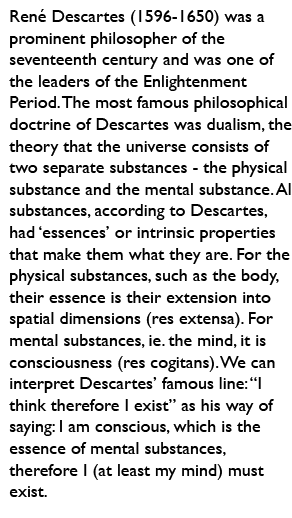 René Descartes (1596-1650) was a
prominent philosopher of the
seventeenth century and was one of
the leaders of the Enlightenment
Period. The most famous philosophical
doctrine of Descartes was dualism, the
theory that the universe consists of
two separate substances - the physical
substance and the mental substance. Al
substances, according to Descartes,
had ‘essences’ or intrinsic properties
that make them what they are. For the
physical substances, such as the body,
their essence is their extension into
spatial dimensions (res extensa). For
mental substances, ie. the mind, it is
consciousness (res cogitans). We can
interpret Descartes’ famous line: “I
think therefore I exist” as his way of
saying: I am conscious, which is the
essence of mental substances,
therefore I (at least my mind) must
exist.